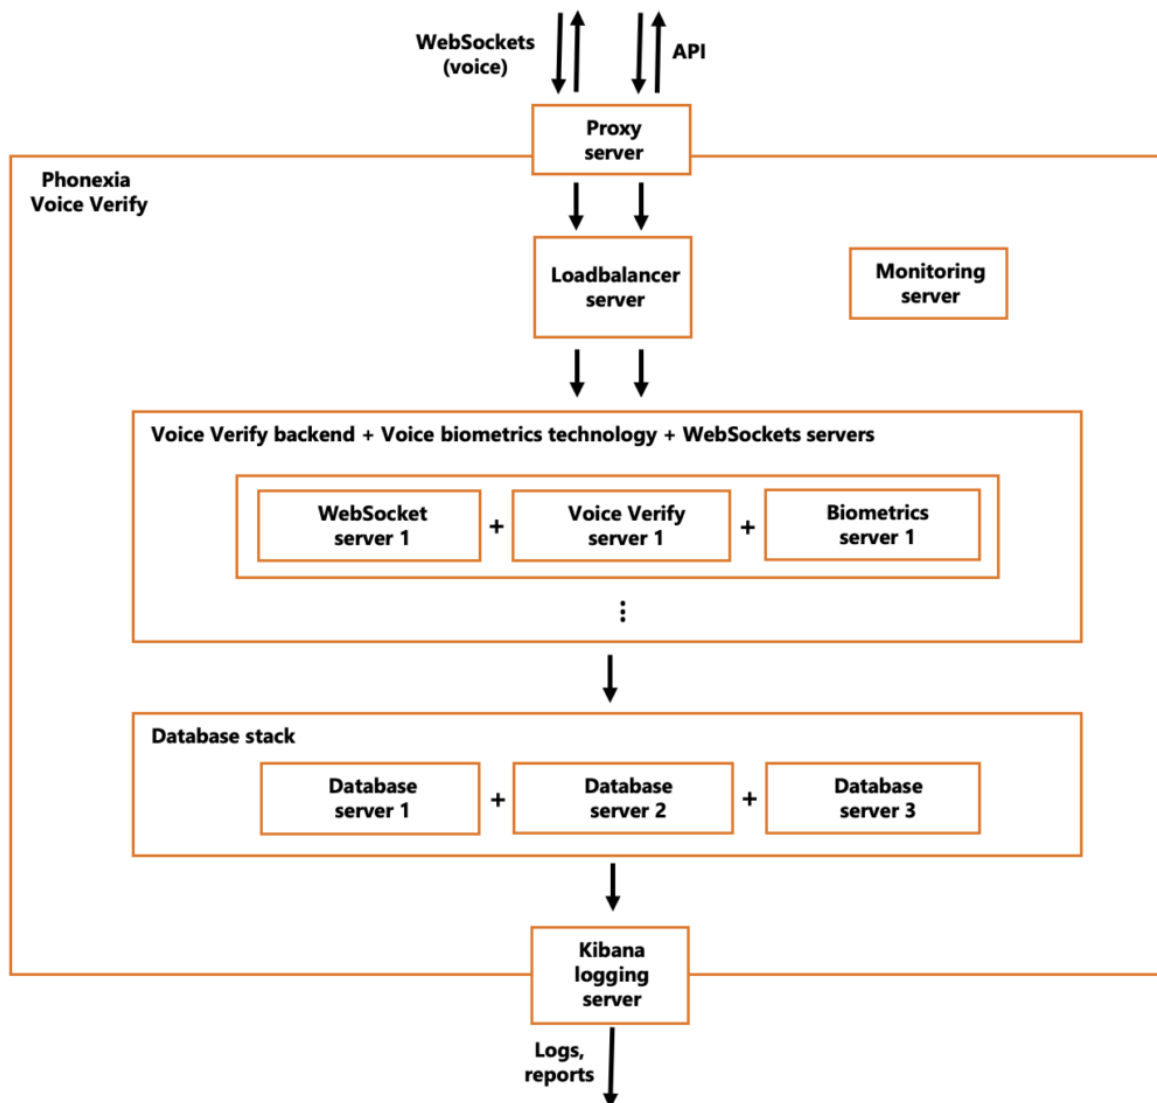 WebSockets
(voice)
API
Proxy
server
Phonexia
Voice Verify
Loadbalancer
server
Monitoring
server
Voice Verify backend + Voice biometrics technology + WebSockets servers
WebSocket
server 1
+
Voice Verify
server 1
+
Biometrics
server 1
⋮
Database stack
Database
server 1
+
Database
server 2
+
Database
server 3
Kibana
logging
server
Logs,
reports